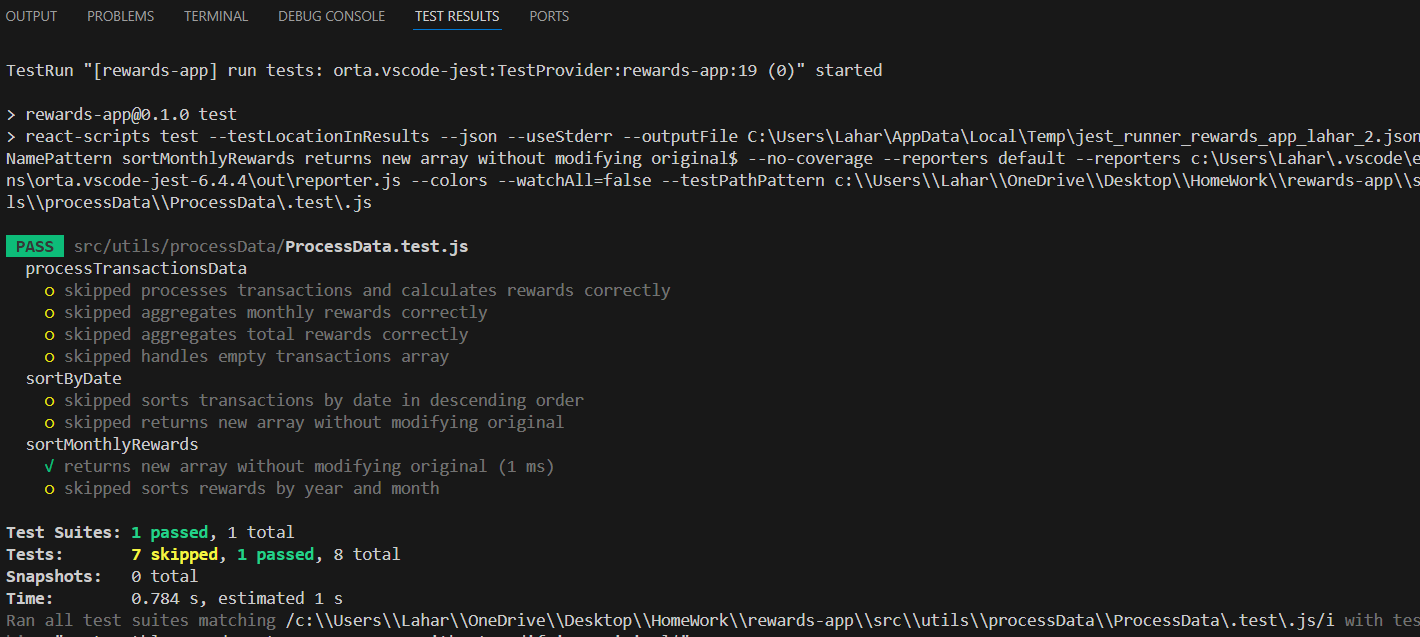 OUTPUT PROBLEMS TERMINAL DEBUG CONSOLE TEST RESULTS PORTS
TestRun "[rewards-app] run tests: orta.vscode-jest:TestProvider:rewards-app:19 (0)" started
> rewards-app@0.1.0 test
> react-scripts test --testLocationInResults --json --useStderr --outputFile C:\Users\Lahar\AppData\Local\Temp\jest_runner_rewards_app_lahar_2.json
NamePattern sortMonthlyRewards returns new array without modifying original$ --no-coverage --reporters default --reporters c:\Users\Lahar\.vscode\e
ns\orta.vscode-jest-6.4.4\out\reporter.js --colors --watchAll=false --testPathPattern c:\\Users\\Lahar\\OneDrive\\Desktop\\HomeWork\\rewards-app\\s
ls\\processData\\ProcessData\.test\.js
PASS src/utils/processData/ProcessData.test.js
processTransactionsData
o skipped processes transactions and calculates rewards correctly
o skipped aggregates monthly rewards correctly
o skipped aggregates total rewards correctly
o skipped handles empty transactions array
sortByDate
o skipped sorts transactions by date in descending order
o skipped returns new array without modifying original
sortMonthlyRewards
√ returns new array without modifying original (1 ms)
o skipped sorts rewards by year and month
Test Suites: 1 passed, 1 total
Tests: 7 skipped, 1 passed, 8 total
Snapshots: 0 total
Time: 0.784 s, estimated 1 s
Ran all test suites matching /c:\\Users\\Lahar\\OneDrive\\Desktop\\HomeWork\\rewards-app\\src\\utils\\processData\\ProcessData\.test\.js/i with tes